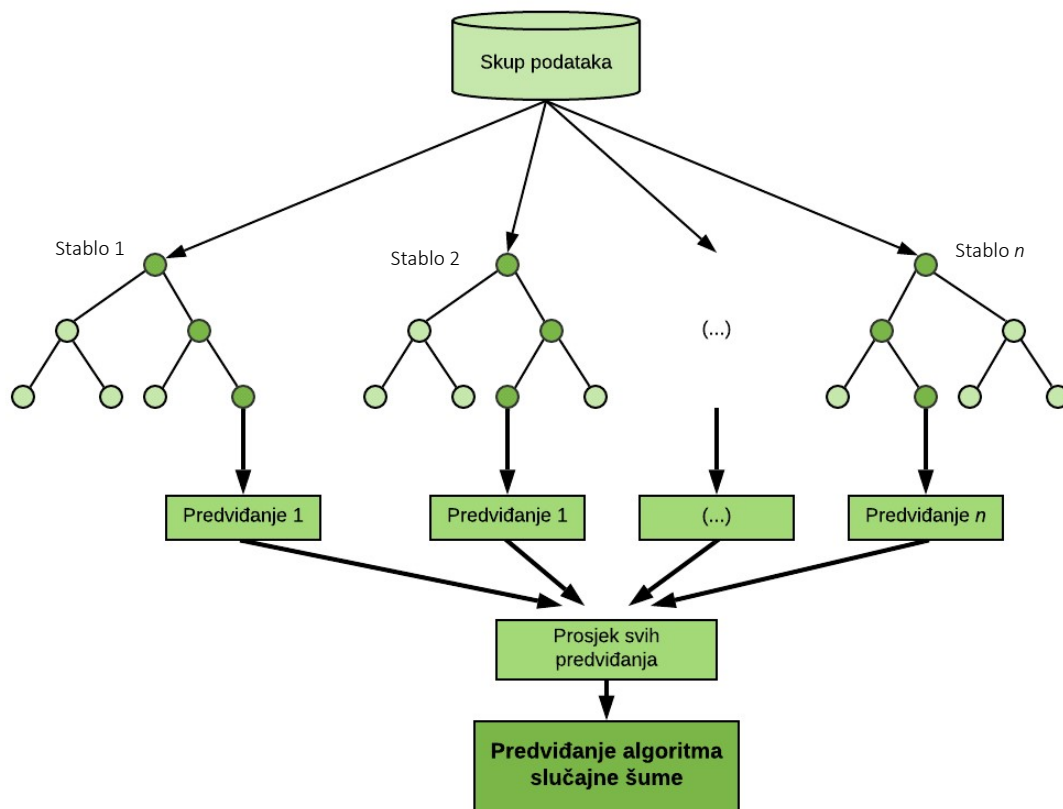 Skup podataka
Stablo 1
Stablo 2
Stablo n
(...)
Predviđanje 1
Predviđanje 1
(...)
Predviđanje n
Prosjek svih
predviđanja
Predviđanje algoritma
slučajne šume